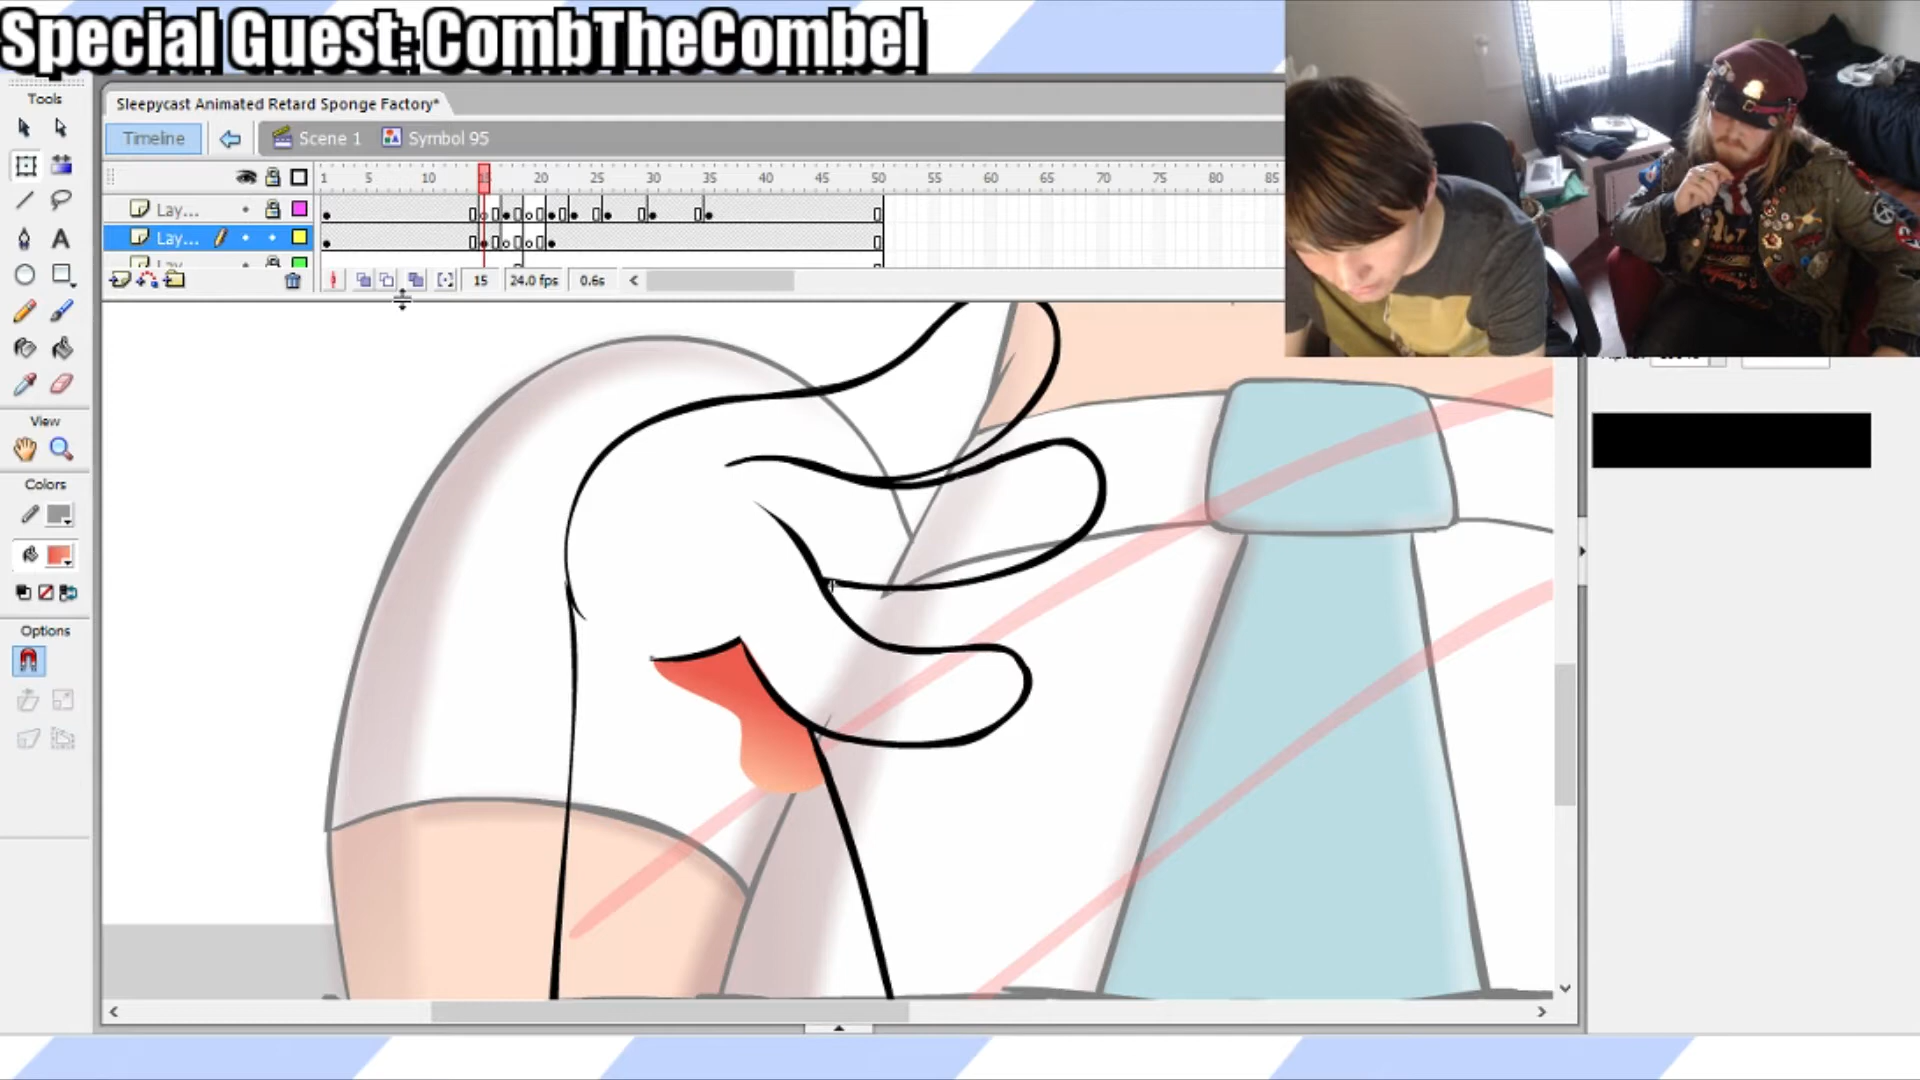 Special Guest: CombTheCombel
Tools
Sleepycast Animated Retard Sponge Factory*
Timeline
Scene 1
Symbol 95
1 5 10 15 20 25 30 35 40 45 50 55 60 65 70 75 80 85
Lay...
Lay...
15 24.0 fps 0.6s
View
Colors
Options